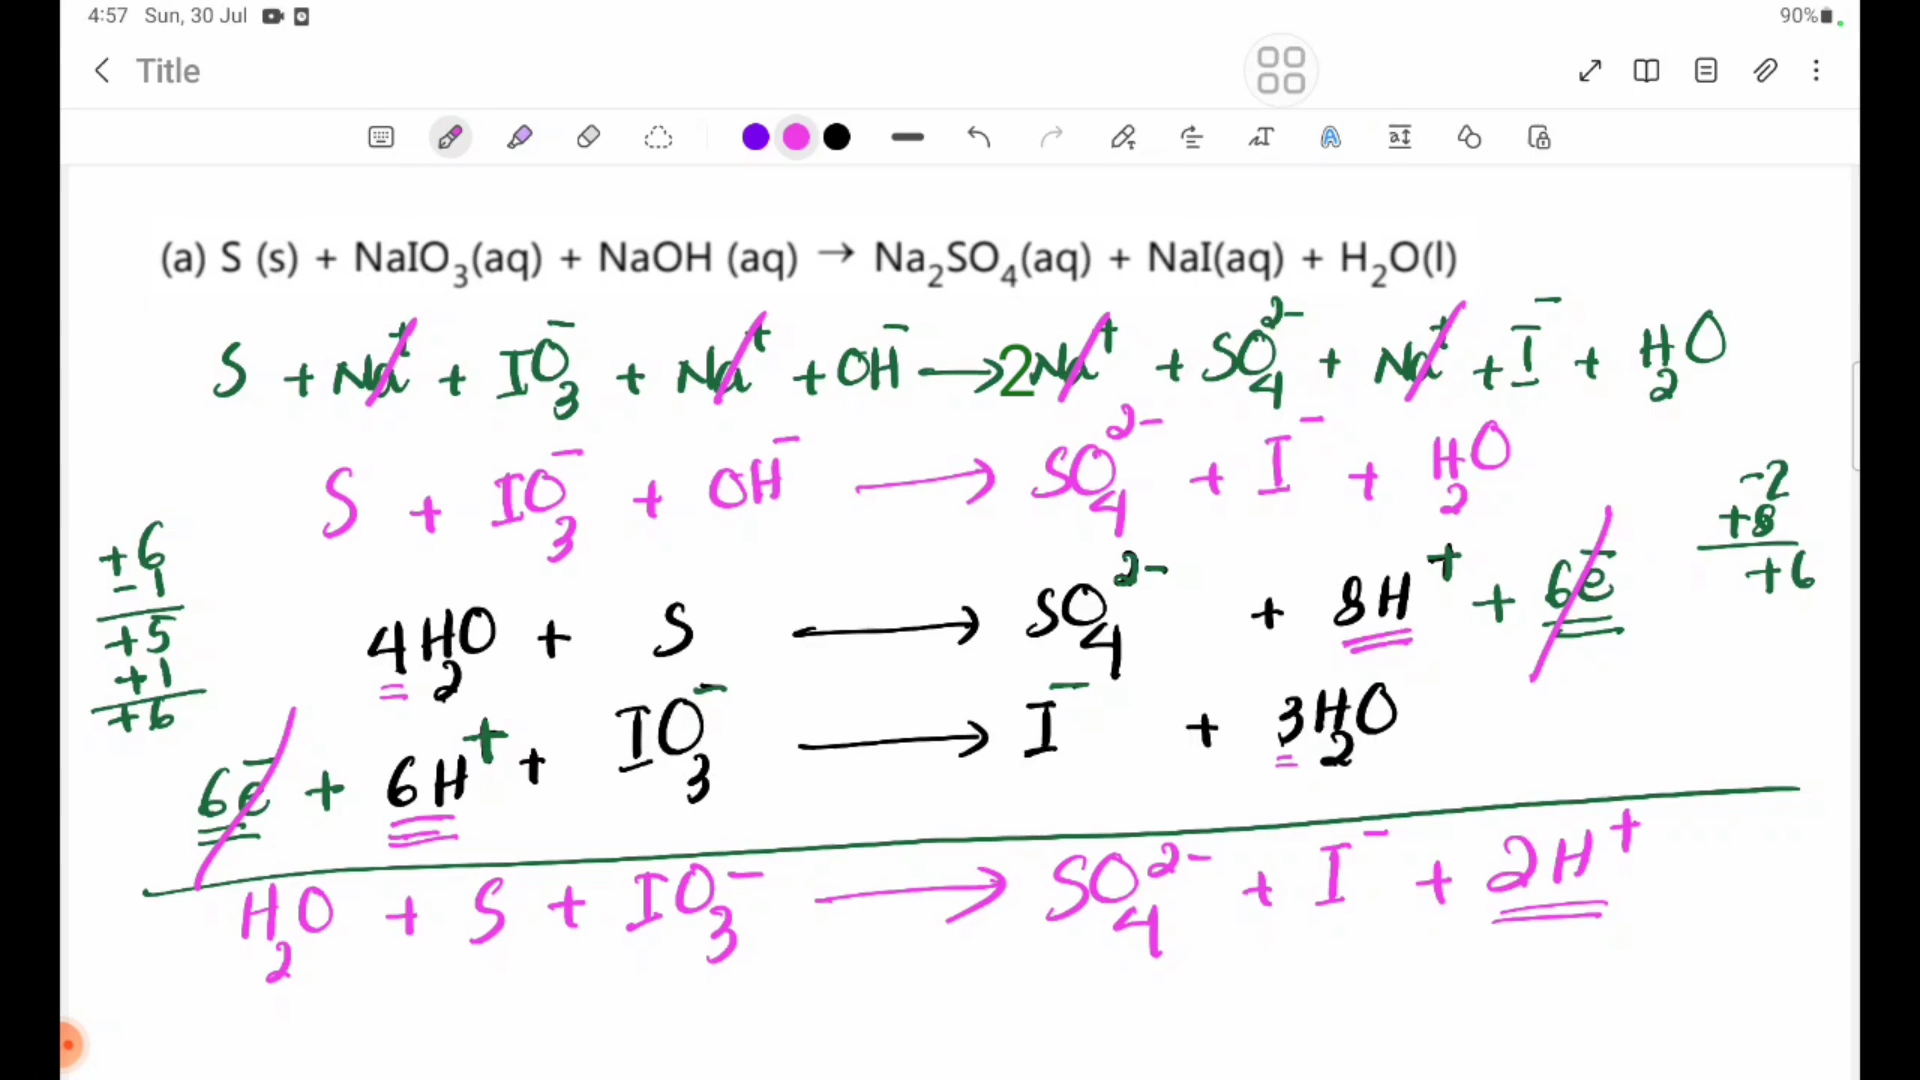 4:57 Sun, 30 Jul 90%
Title
(a) S (s) + NaIO₃(aq) + NaOH (aq) → Na₂SO₄(aq) + NaI(aq) + H₂O(l)
S + Na⁺ + IO₃⁻ + Na⁺ + OH⁻ → 2Na⁺ + SO₄²⁻ + Na⁺ + I⁻ + H₂O
S + IO₃⁻ + OH⁻ → SO₄²⁻ + I⁻ + H₂O
-2
+8
+6
+6
-1
+5
+1
+6
4H₂O + S → SO₄²⁻ + 8H⁺ + 6e⁻
6e⁻ + 6H⁺ + IO₃⁻ → I⁻ + 3H₂O
H₂O + S + IO₃⁻ → SO₄²⁻ + I⁻ + 2H⁺